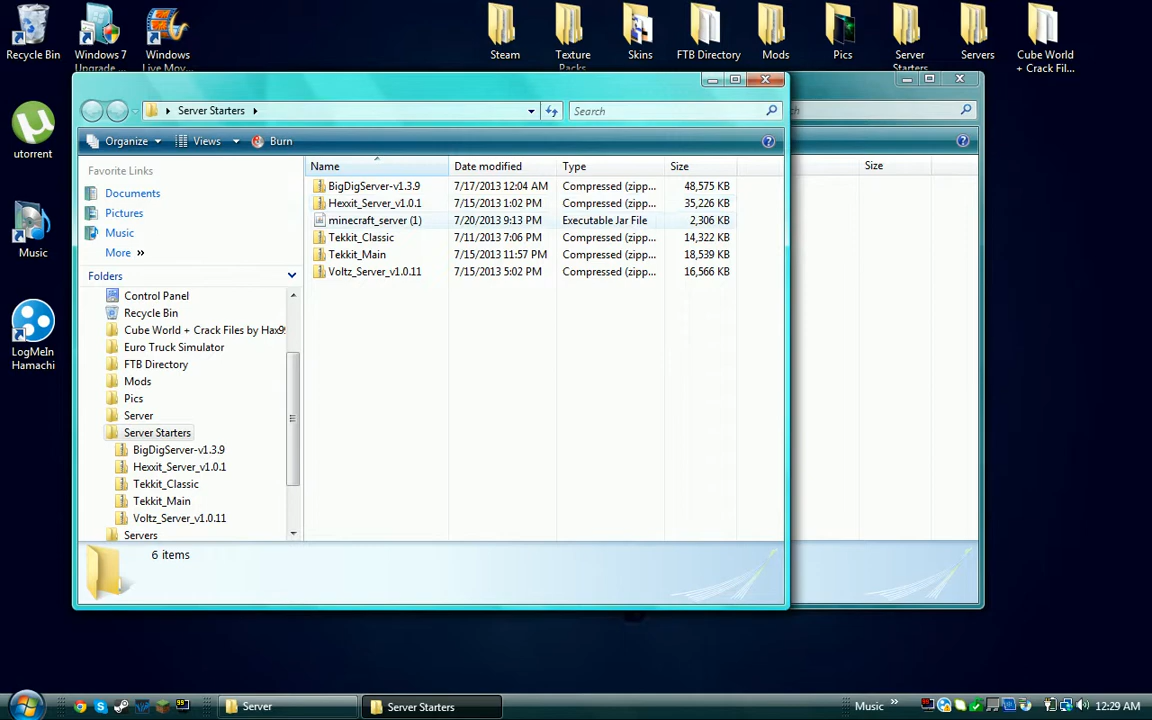 Recycle Bin
Windows 7
Upgrade ...
Windows
Live Mov...
Steam
Texture
Packs
Skins
FTB Directory
Mods
Pics
Server
Starters
Servers
Cube World
+ Crack Fil...
utorrent
Music
LogMeIn
Hamachi
Server Starters
Search
Organize
Views
Burn
Favorite Links
Documents
Pictures
Music
More »
Folders
Control Panel
Recycle Bin
Cube World + Crack Files by Hax99
Euro Truck Simulator
FTB Directory
Mods
Pics
Server
Server Starters
BigDigServer-v1.3.9
Hexxit_Server_v1.0.1
Tekkit_Classic
Tekkit_Main
Voltz_Server_v1.0.11
Servers
Name Date modified Type Size
BigDigServer-v1.3.9 7/17/2013 12:04 AM Compressed (zipp... 48,575 KB
Hexxit_Server_v1.0.1 7/15/2013 1:02 PM Compressed (zipp... 35,226 KB
minecraft_server (1) 7/20/2013 9:13 PM Executable Jar File 2,306 KB
Tekkit_Classic 7/11/2013 7:06 PM Compressed (zipp... 14,322 KB
Tekkit_Main 7/15/2013 11:57 PM Compressed (zipp... 18,539 KB
Voltz_Server_v1.0.11 7/15/2013 5:02 PM Compressed (zipp... 16,566 KB
6 items
ch
Size
Server
Server Starters
Music »
12:29 AM